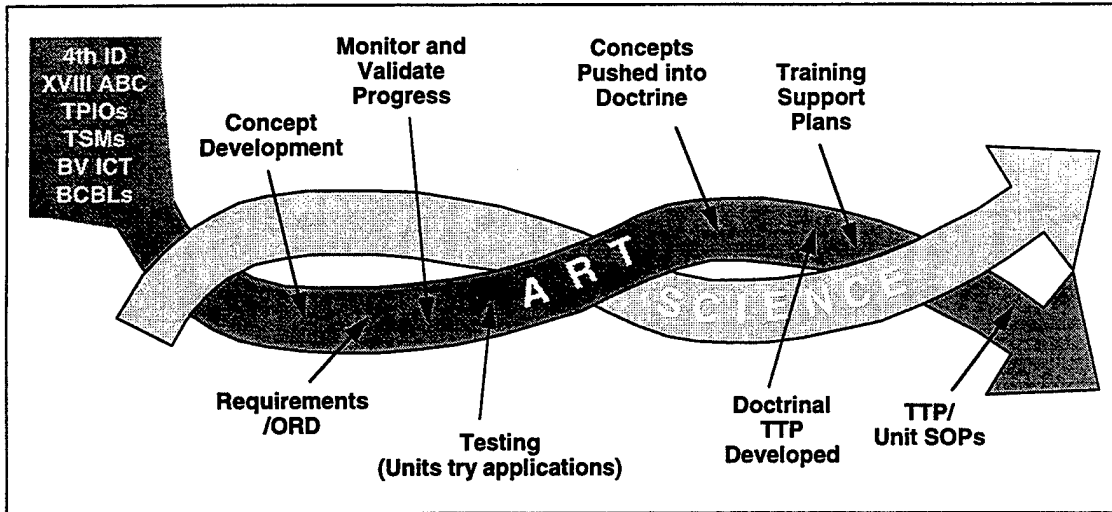 4th ID
XVIII ABC
TPIOs
TSMs
BV ICT
BCBLs
Concept
Development
Monitor and
Validate
Progress
Concepts
Pushed into
Doctrine
Training
Support
Plans
ART
SCIENCE
Requirements
/ORD
Testing
(Units try applications)
Doctrinal
TTP
Developed
TTP/
Unit SOPs